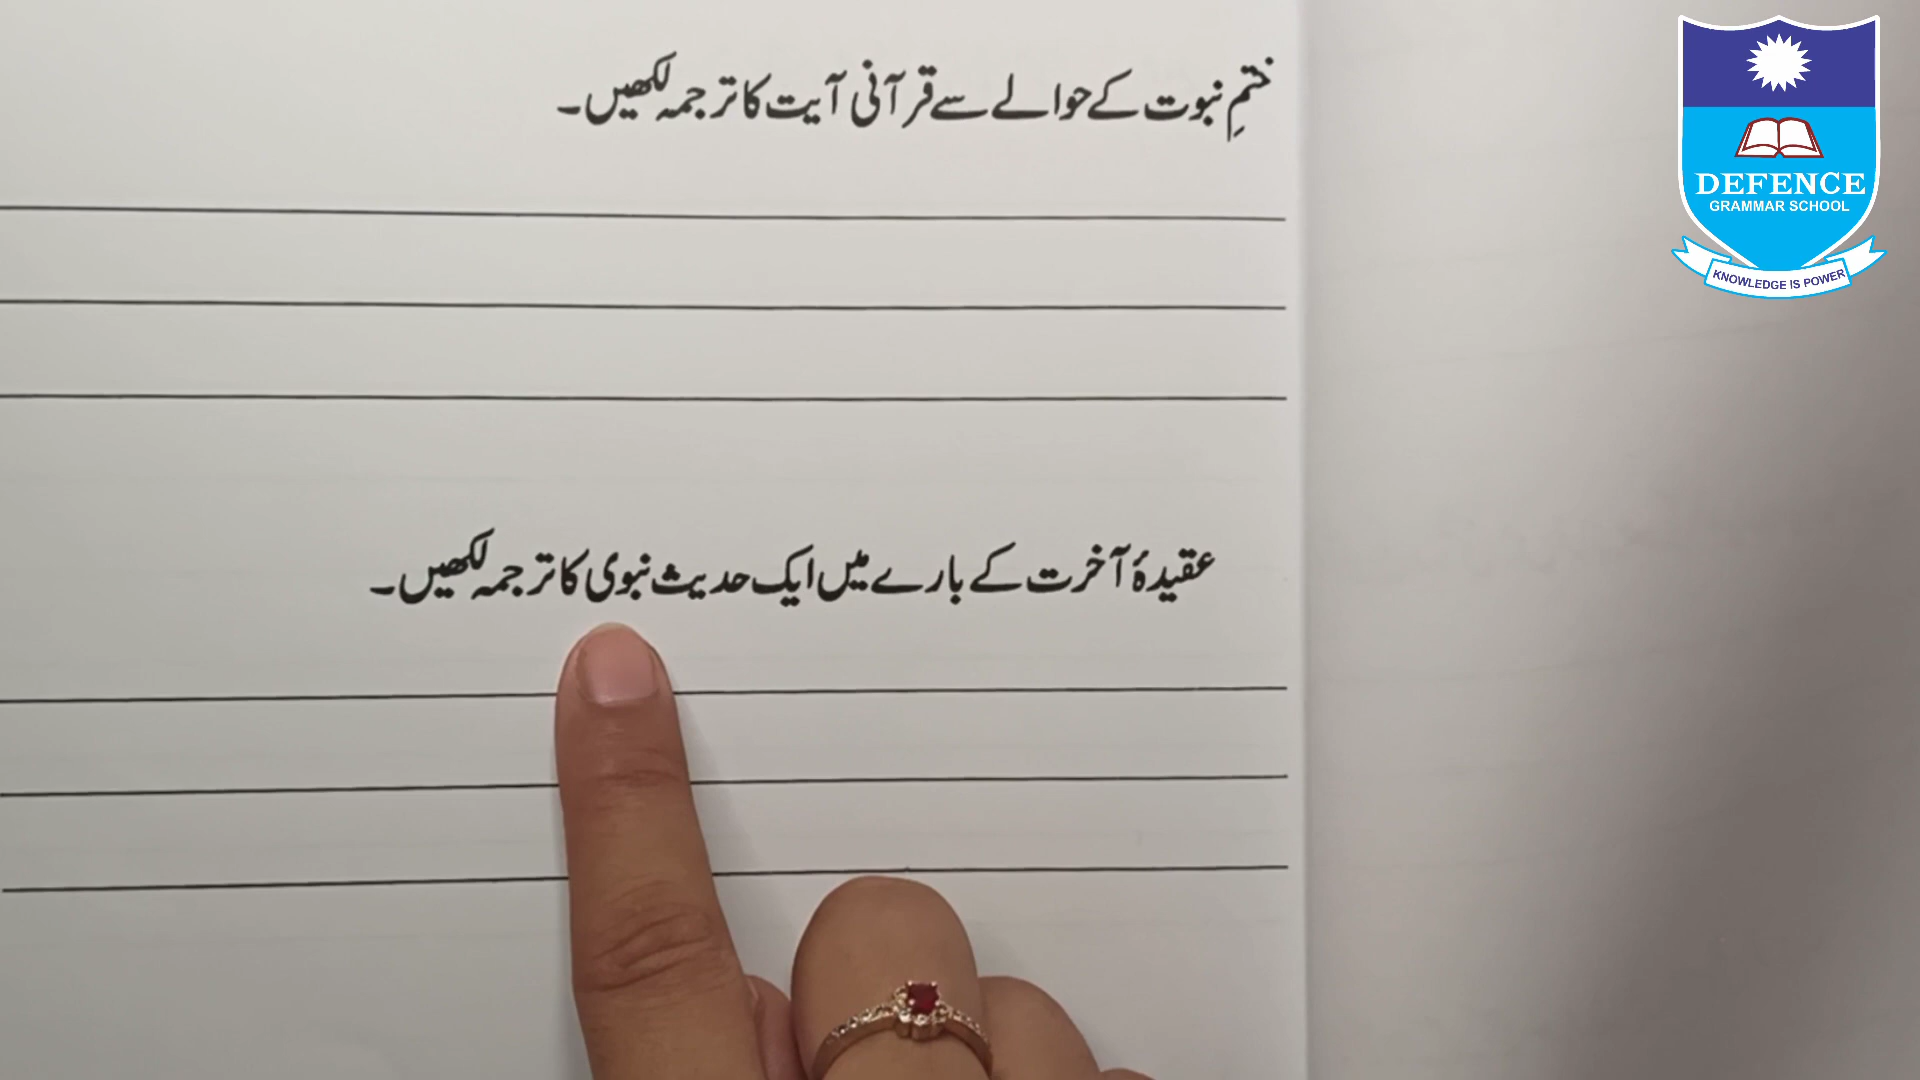 ختمِ نبوت کے حوالے سے قرآنی آیت کا ترجمہ لکھیں۔
عقیدۂ آخرت کے بارے میں ایک حدیث نبوی کا ترجمہ لکھیں۔
DEFENCE
GRAMMAR SCHOOL
KNOWLEDGE IS POWER